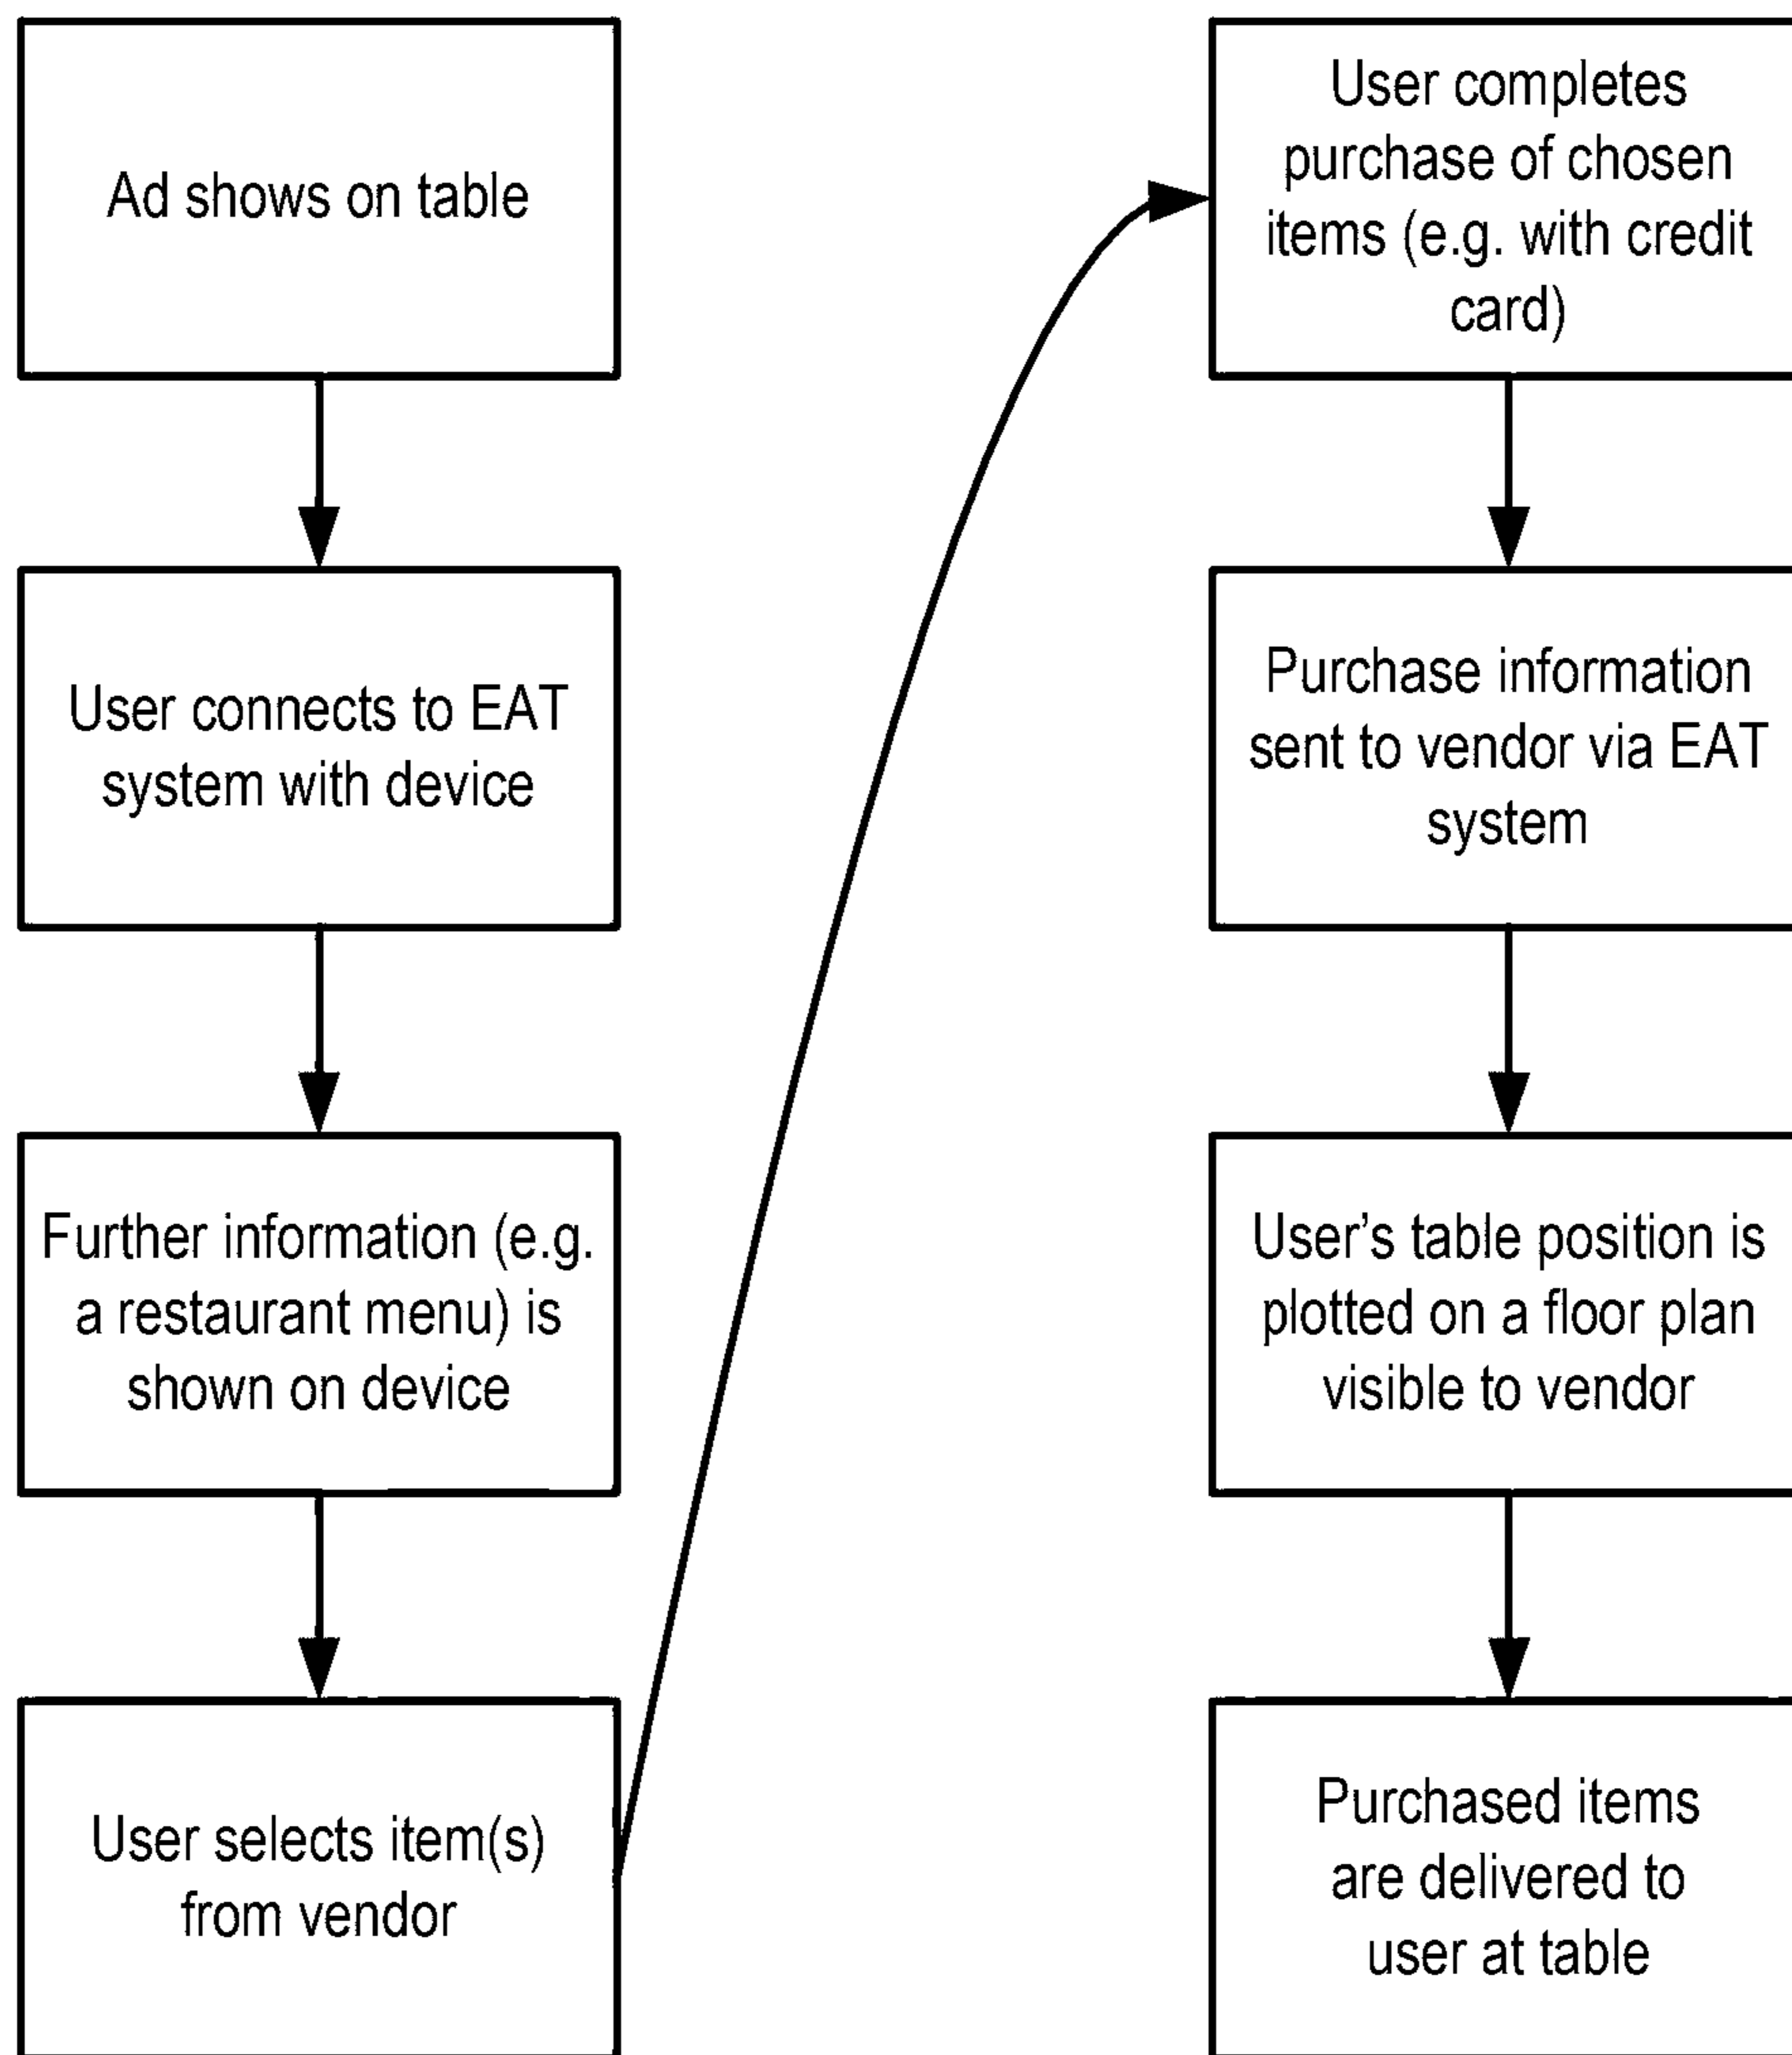 Ad shows on table
User connects to EAT
system with device
Further information (e.g.
a restaurant menu) is
shown on device
User selects item(s)
from vendor
User completes
purchase of chosen
items (e.g. with credit
card)
Purchase information
sent to vendor via EAT
system
User’s table position is
plotted on a floor plan
visible to vendor
Purchased items
are delivered to
user at table